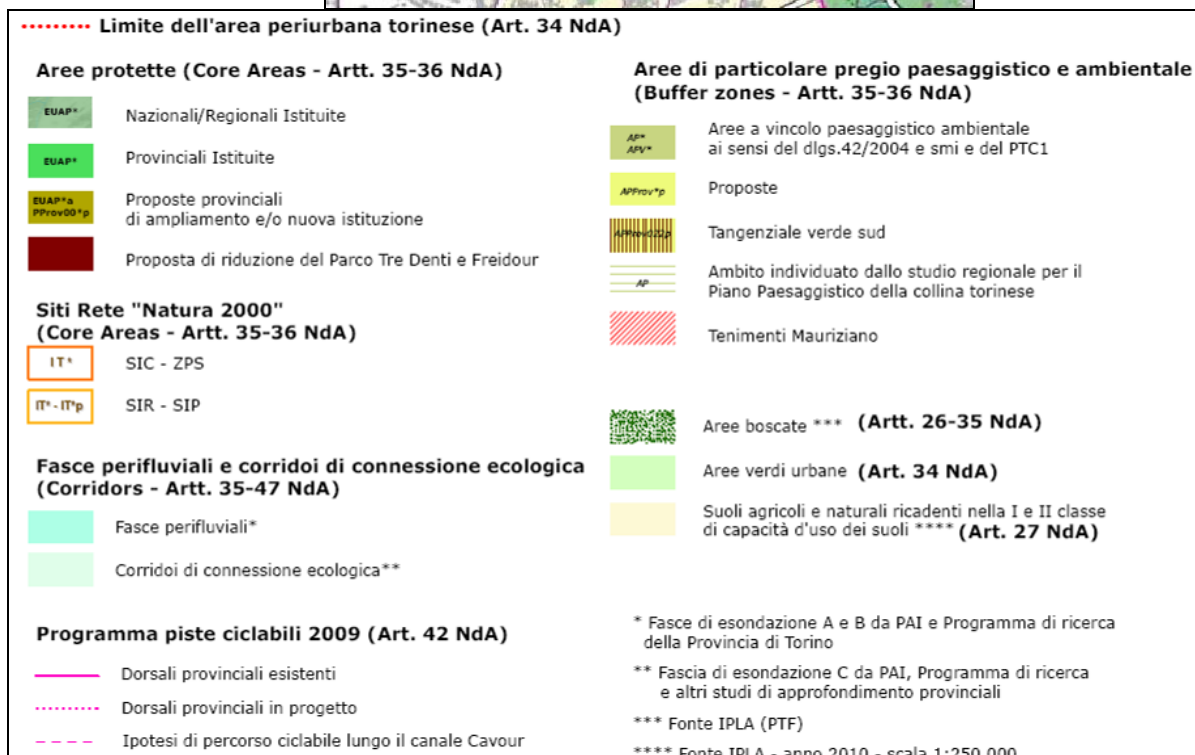 Limite dell'area periurbana torinese (Art. 34 NdA)
Aree protette (Core Areas - Artt. 35-36 NdA)
EUAP*
Nazionali/Regionali Istituite
EUAP*
Provinciali Istituite
EUAP*a
PProv00*p
Proposte provinciali
di ampliamento e/o nuova istituzione
Proposta di riduzione del Parco Tre Denti e Freidour
Siti Rete "Natura 2000"
(Core Areas - Artt. 35-36 NdA)
IT*
SIC - ZPS
IT* - IT*p
SIR - SIP
Fasce perifluviali e corridoi di connessione ecologica
(Corridors - Artt. 35-47 NdA)
Fasce perifluviali*
Corridoi di connessione ecologica**
Programma piste ciclabili 2009 (Art. 42 NdA)
Dorsali provinciali esistenti
Dorsali provinciali in progetto
Ipotesi di percorso ciclabile lungo il canale Cavour
Aree di particolare pregio paesaggistico e ambientale
(Buffer zones - Artt. 35-36 NdA)
AP*
APV*
Aree a vincolo paesaggistico ambientale
ai sensi del dlgs.42/2004 e smi e del PTC1
APProv*p
Proposte
APProv022p
Tangenziale verde sud
AP
Ambito individuato dallo studio regionale per il
Piano Paesaggistico della collina torinese
Tenimenti Mauriziano
Aree boscate *** (Artt. 26-35 NdA)
Aree verdi urbane (Art. 34 NdA)
Suoli agricoli e naturali ricadenti nella I e II classe
di capacità d'uso dei suoli **** (Art. 27 NdA)
* Fasce di esondazione A e B da PAI e Programma di ricerca
della Provincia di Torino
** Fascia di esondazione C da PAI, Programma di ricerca
e altri studi di approfondimento provinciali
*** Fonte IPLA (PTF)
**** Fonte IPLA - anno 2010 - scala 1:250.000